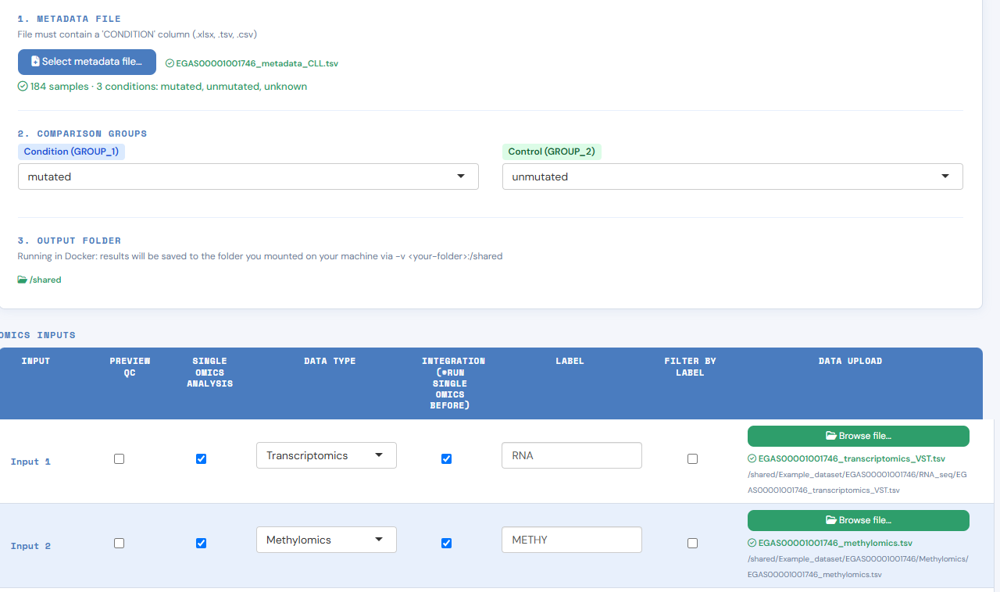 1. METADATA FILE
File must contain a 'CONDITION' column (.xlsx, .tsv, .csv)
Select metadata file...
EGAS00001001746_metadata_CLL.tsv
184 samples · 3 conditions: mutated, unmutated, unknown
2. COMPARISON GROUPS
Condition (GROUP_1)
Control (GROUP_2)
mutated
unmutated
3. OUTPUT FOLDER
Running in Docker: results will be saved to the folder you mounted on your machine via -v <your-folder>:/shared
/shared
OMICS INPUTS
INPUT
PREVIEW
QC
SINGLE
OMICS
ANALYSIS
DATA TYPE
INTEGRATION
(*RUN
SINGLE
OMICS
BEFORE)
LABEL
FILTER BY
LABEL
DATA UPLOAD
Input 1
Transcriptomics
RNA
Browse file...
EGAS00001001746_transcriptomics_VST.tsv
/shared/Example_dataset/EGAS00001001746/RNA_seq/EG
AS00001001746_transcriptomics_VST.tsv
Input 2
Methylomics
METHY
Browse file...
EGAS00001001746_methylomics.tsv
/shared/Example_dataset/EGAS00001001746/Methylomics/
EGAS00001001746_methylomics.tsv